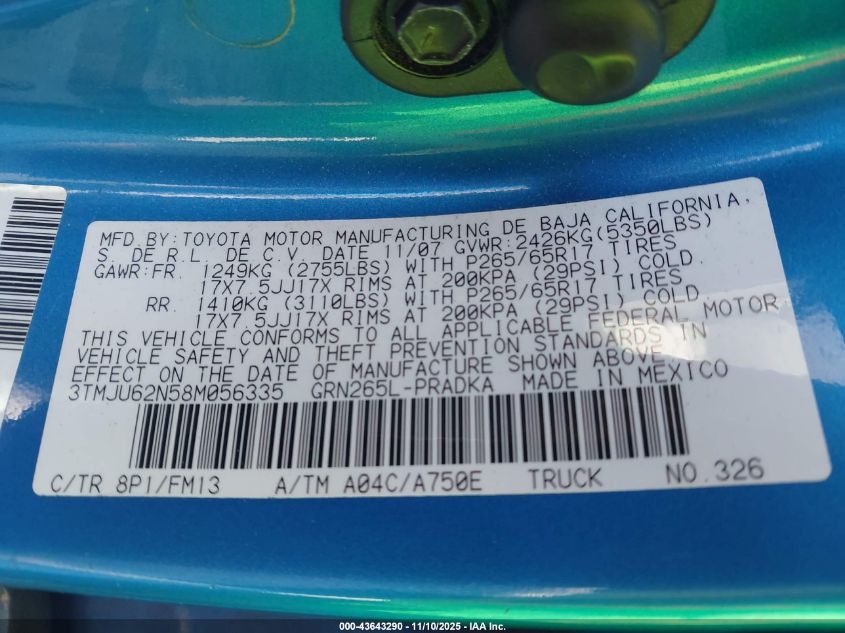 MFD.BY:TOYOTA MOTOR MANUFACTURING DE BAJA CALIFORNIA,
S. DE R.L. DE C.V. DATE 11/07 GVWR:2426KG(5350LBS)
GAWR:FR. 1249KG (2755LBS) WITH P265/65R17 TIRES
17X7.5JJ17X RIMS AT 200KPA (29PSI) COLD.
RR. 1410KG (3110LBS) WITH P265/65R17 TIRES
17X7.5JJ17X RIMS AT 200KPA (29PSI) COLD.
THIS VEHICLE CONFORMS TO ALL APPLICABLE FEDERAL MOTOR
VEHICLE SAFETY AND THEFT PREVENTION STANDARDS IN
EFFECT ON THE DATE OF MANUFACTURE SHOWN ABOVE.
3TMJU62N58M056335 GRN265L-PRADKA MADE IN MEXICO
C/TR 8P1/FM13 A/TM A04C/A750E TRUCK NO.326
000-43643290 - 11/10/2025 - IAA Inc.